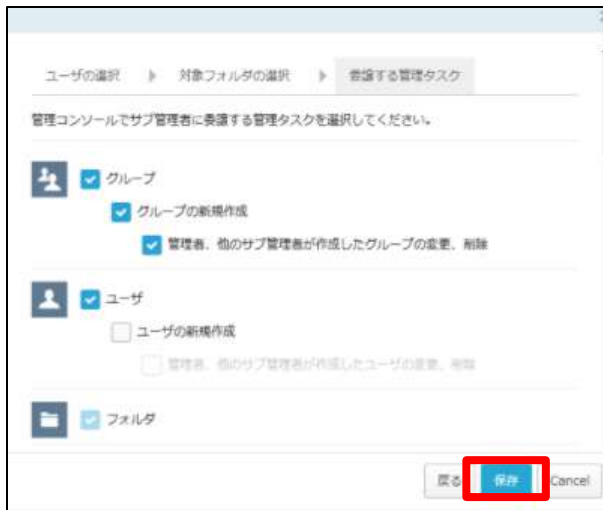 ユーザの選択 対象フォルダの選択 委譲する管理タスク
管理コンソールでサブ管理者に委譲する管理タスクを選択してください。
グループ
グループの新規作成
管理者、他のサブ管理者が作成したグループの変更、削除
ユーザ
ユーザの新規作成
管理者、他のサブ管理者が作成したユーザの変更、削除
フォルダ
戻る 保存 Cancel